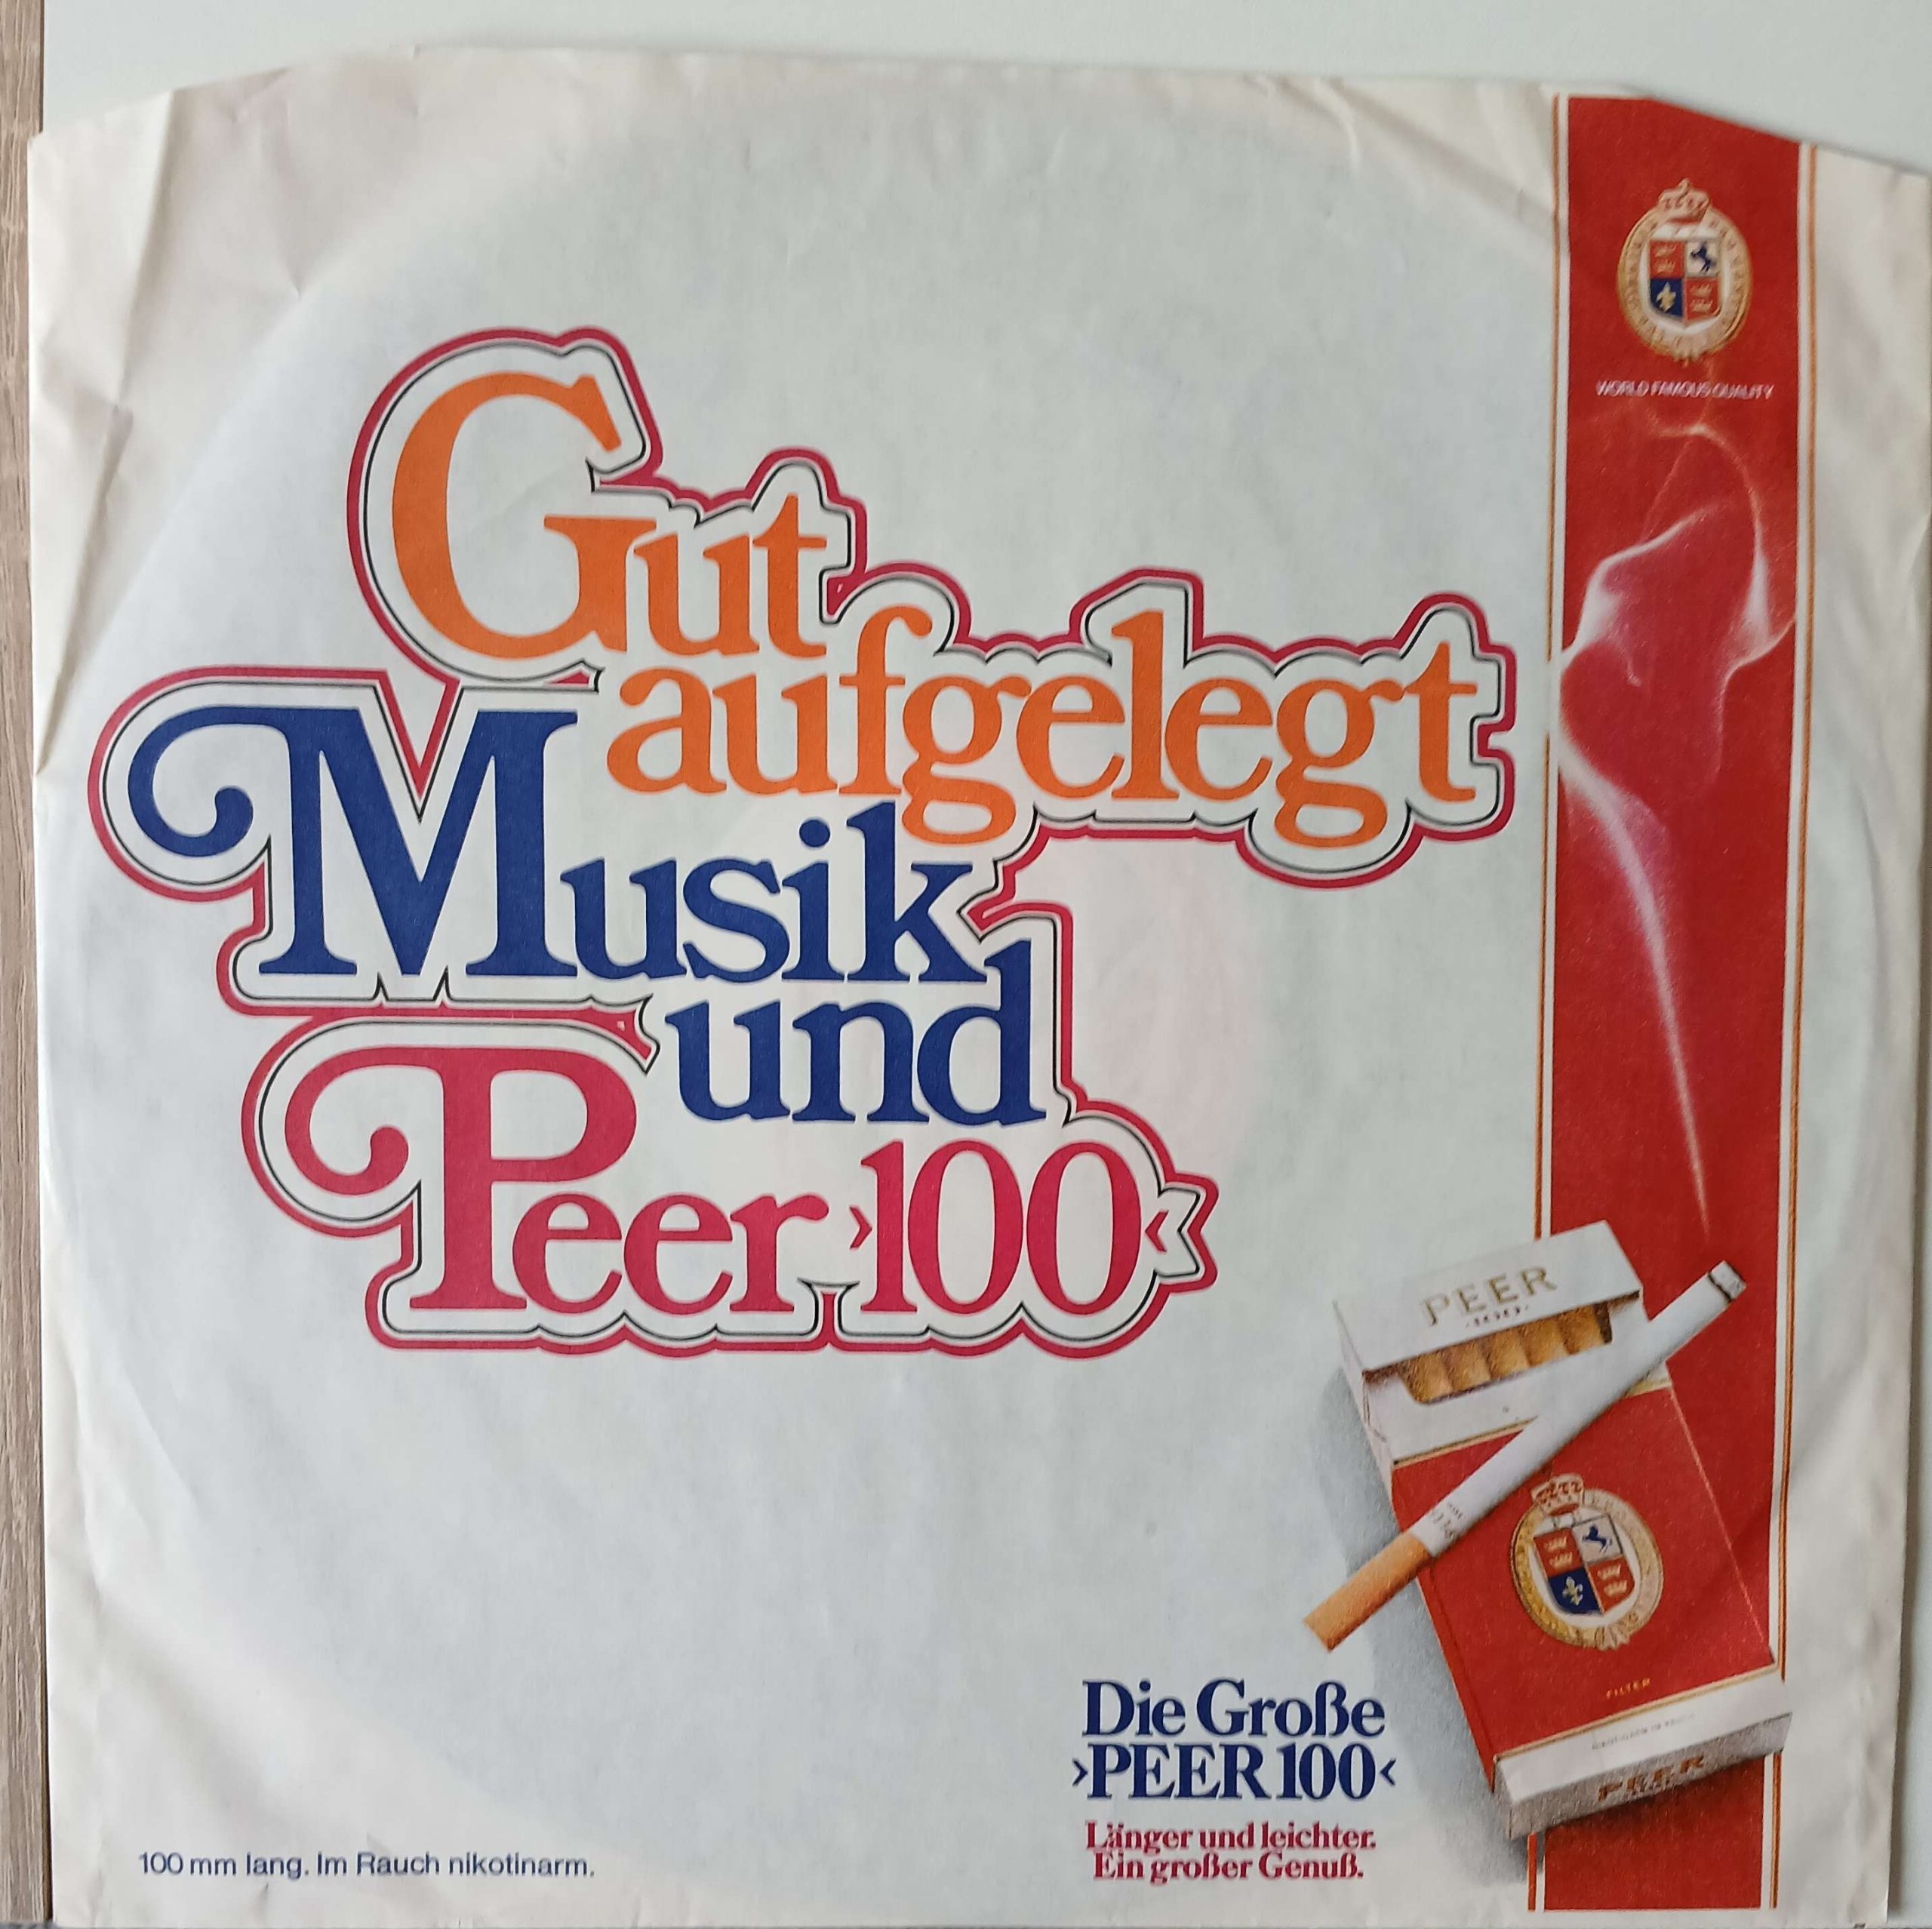 WORLD FAMOUS QUALITY
Gut
aufgelegt
Musik
und
Peer ›100‹
PEER
·100·
FILTER
PEER
Die Große
›PEER 100‹
Länger und leichter.
Ein großer Genuß.
100 mm lang. Im Rauch nikotinarm.